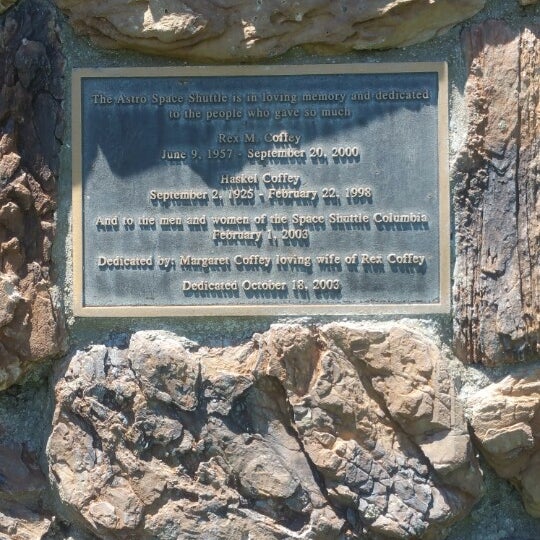 The Astro Space Shuttle is in loving memory and dedicated
to the people who gave so much
Rex M. Coffey
June 9, 1957 - September 20, 2000
Haskel Coffey
September 2, 1925 - February 22, 1998
And to the men and women of the Space Shuttle Columbia
February 1, 2003
Dedicated by: Margaret Coffey loving wife of Rex Coffey
Dedicated October 18, 2003